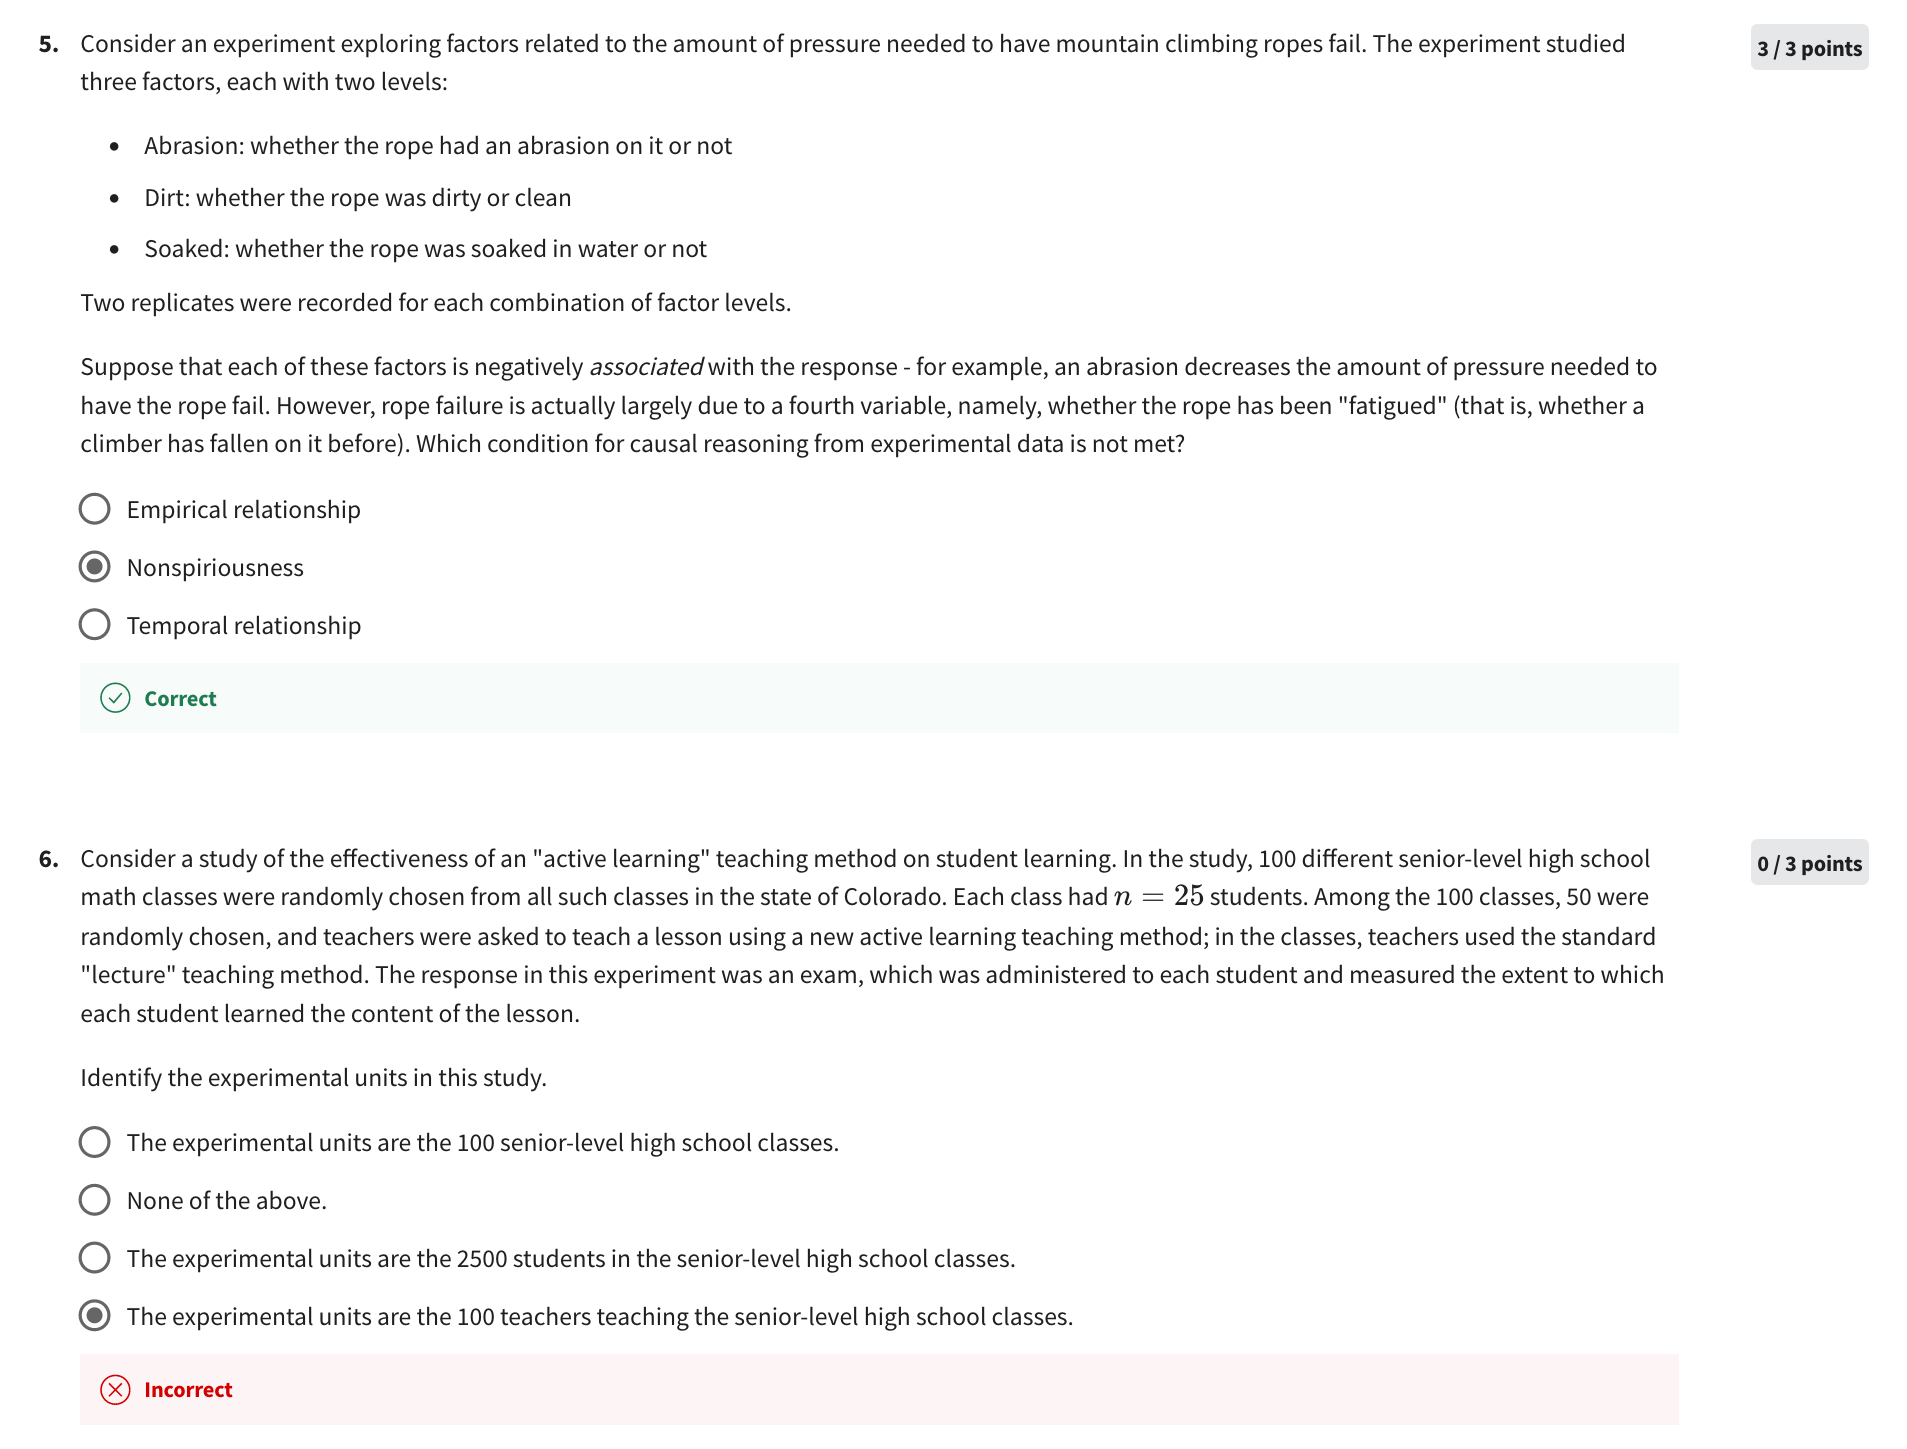 5. Consider an experiment exploring factors related to the amount of pressure needed to have mountain climbing ropes fail. The experiment studied
three factors, each with two levels:
3 / 3 points
• Abrasion: whether the rope had an abrasion on it or not
• Dirt: whether the rope was dirty or clean
• Soaked: whether the rope was soaked in water or not
Two replicates were recorded for each combination of factor levels.
Suppose that each of these factors is negatively associated with the response - for example, an abrasion decreases the amount of pressure needed to
have the rope fail. However, rope failure is actually largely due to a fourth variable, namely, whether the rope has been "fatigued" (that is, whether a
climber has fallen on it before). Which condition for causal reasoning from experimental data is not met?
Empirical relationship
Nonspiriousness
Temporal relationship
Correct
6. Consider a study of the effectiveness of an "active learning" teaching method on student learning. In the study, 100 different senior-level high school
math classes were randomly chosen from all such classes in the state of Colorado. Each class had n = 25 students. Among the 100 classes, 50 were
randomly chosen, and teachers were asked to teach a lesson using a new active learning teaching method; in the classes, teachers used the standard
"lecture" teaching method. The response in this experiment was an exam, which was administered to each student and measured the extent to which
each student learned the content of the lesson.
0 / 3 points
Identify the experimental units in this study.
The experimental units are the 100 senior-level high school classes.
None of the above.
The experimental units are the 2500 students in the senior-level high school classes.
The experimental units are the 100 teachers teaching the senior-level high school classes.
Incorrect